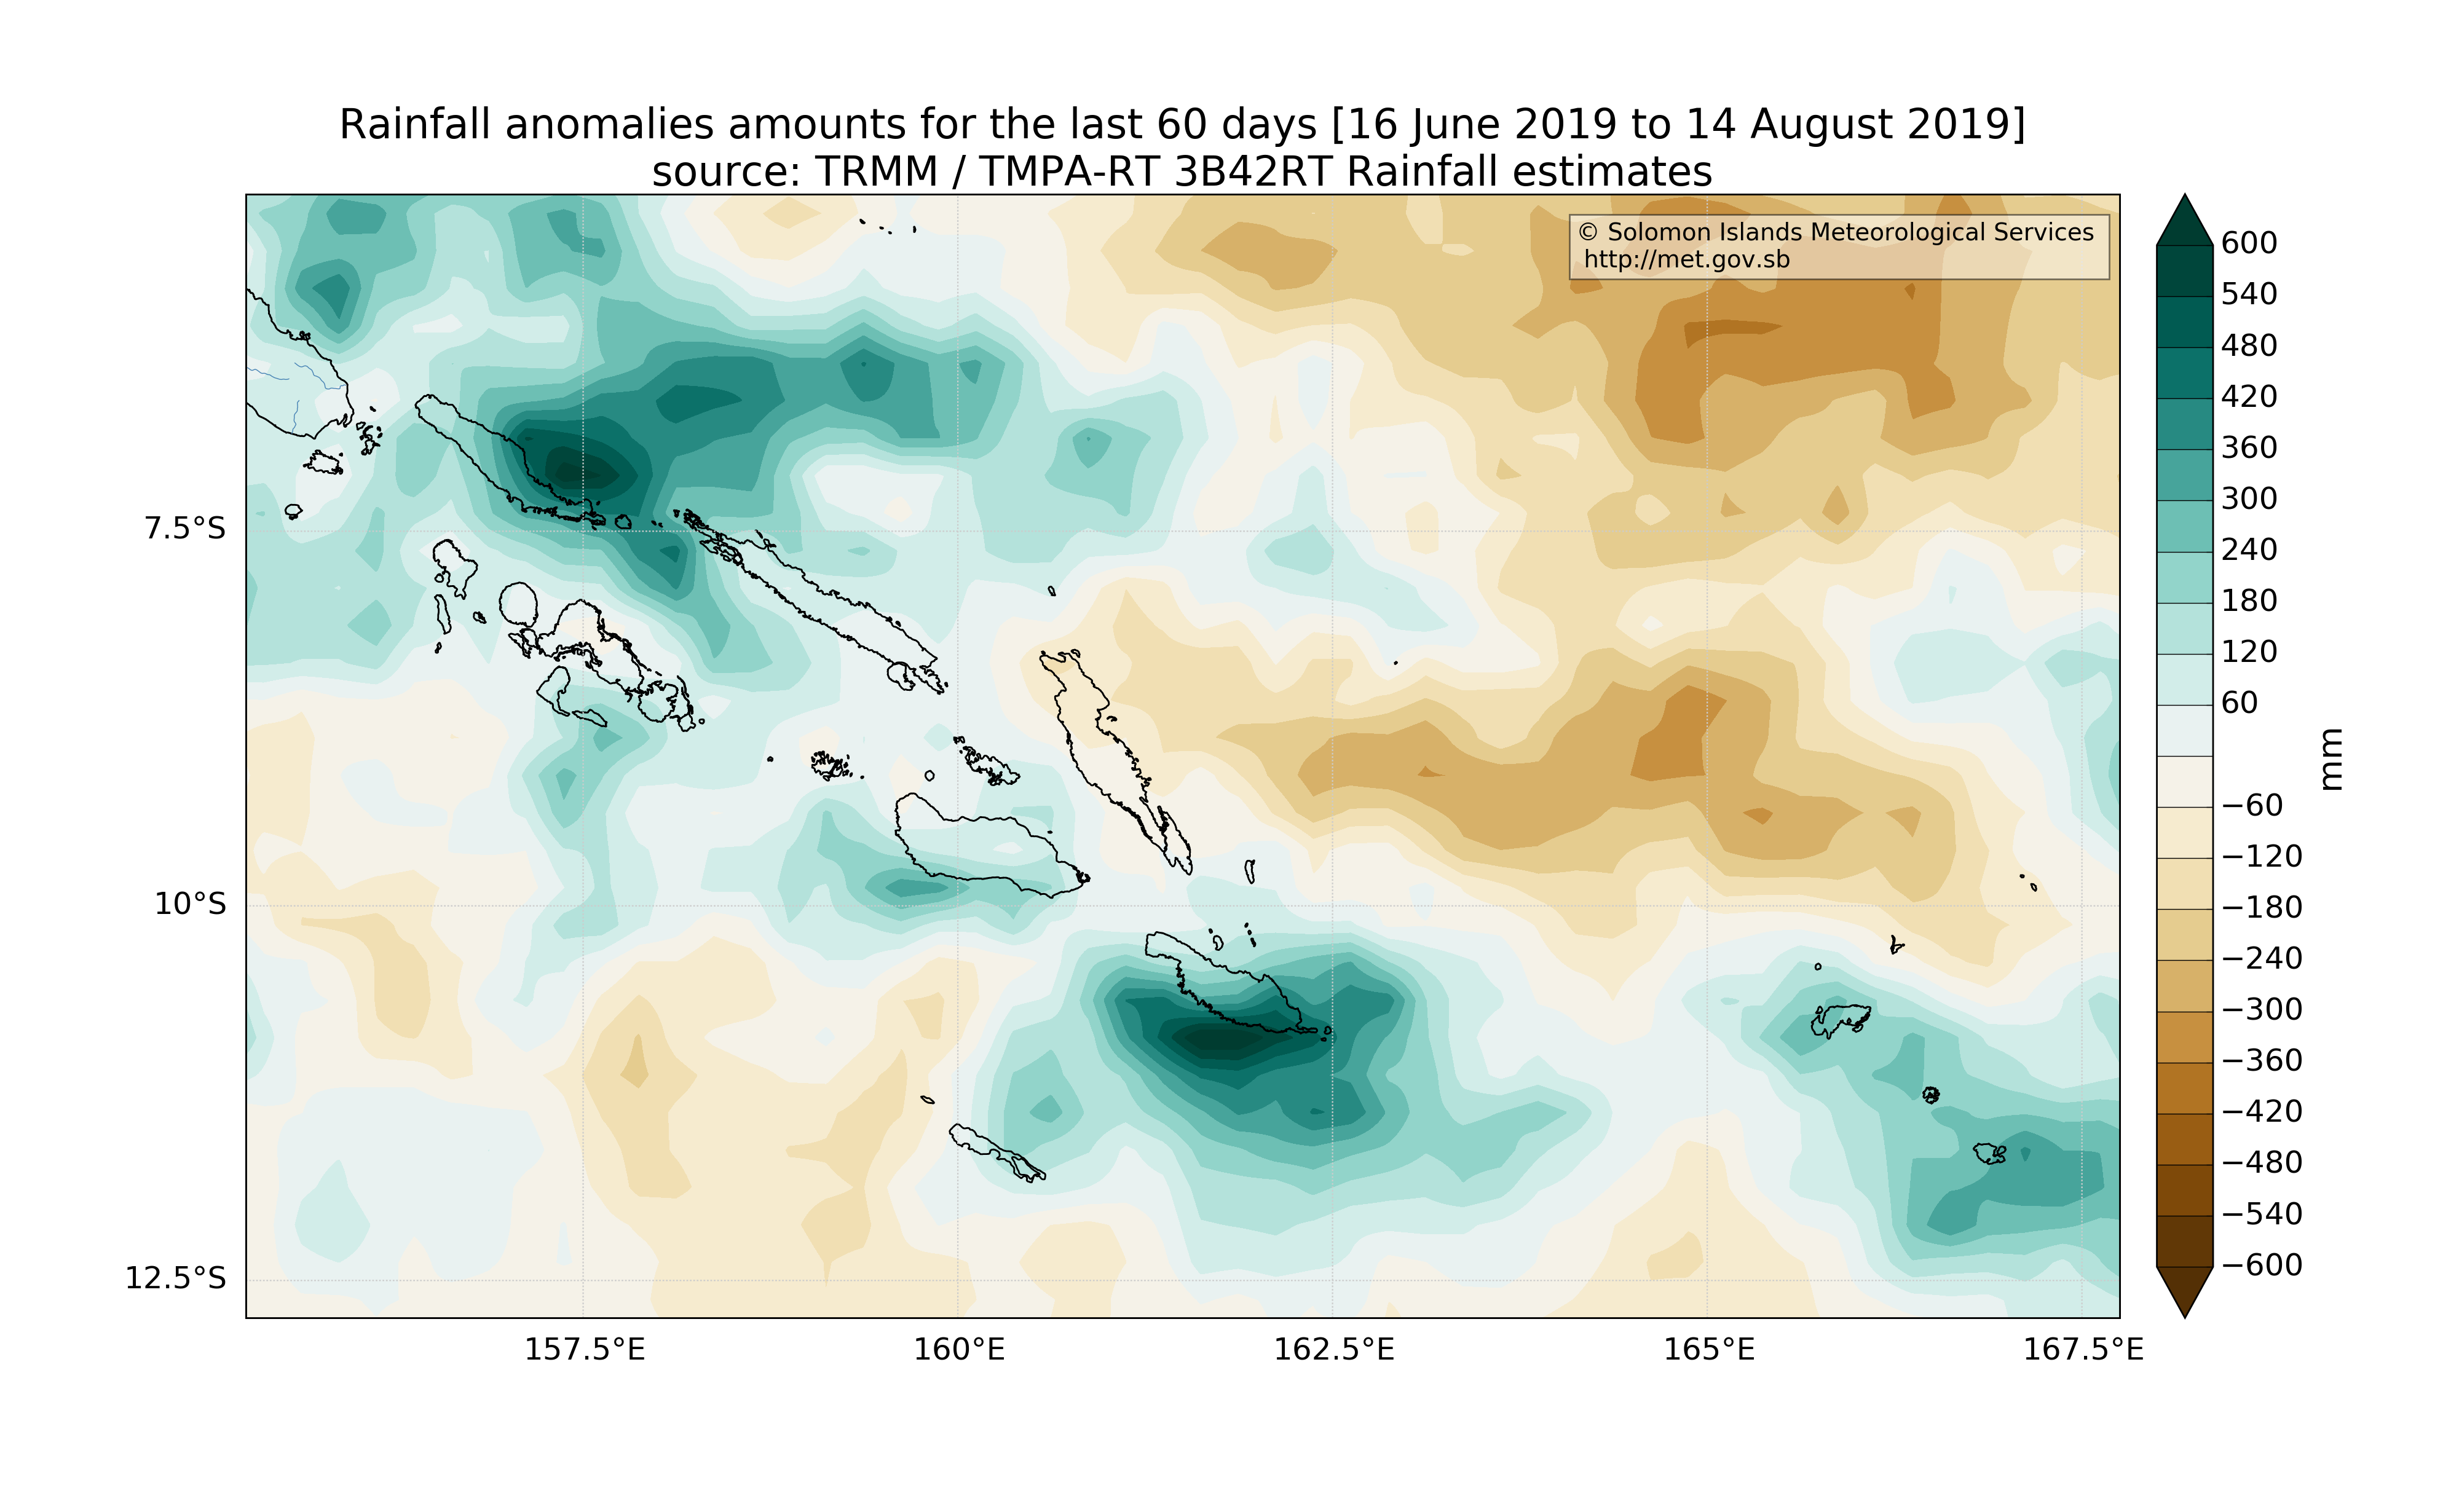 Rainfall anomalies amounts for the last 60 days [16 June 2019 to 14 August 2019]
source: TRMM / TMPA-RT 3B42RT Rainfall estimates
© Solomon Islands Meteorological Services
http://met.gov.sb
7.5°S
10°S
12.5°S
157.5°E
160°E
162.5°E
165°E
167.5°E
600
540
480
420
360
300
240
180
120
60
−60
−120
−180
−240
−300
−360
−420
−480
−540
−600
mm